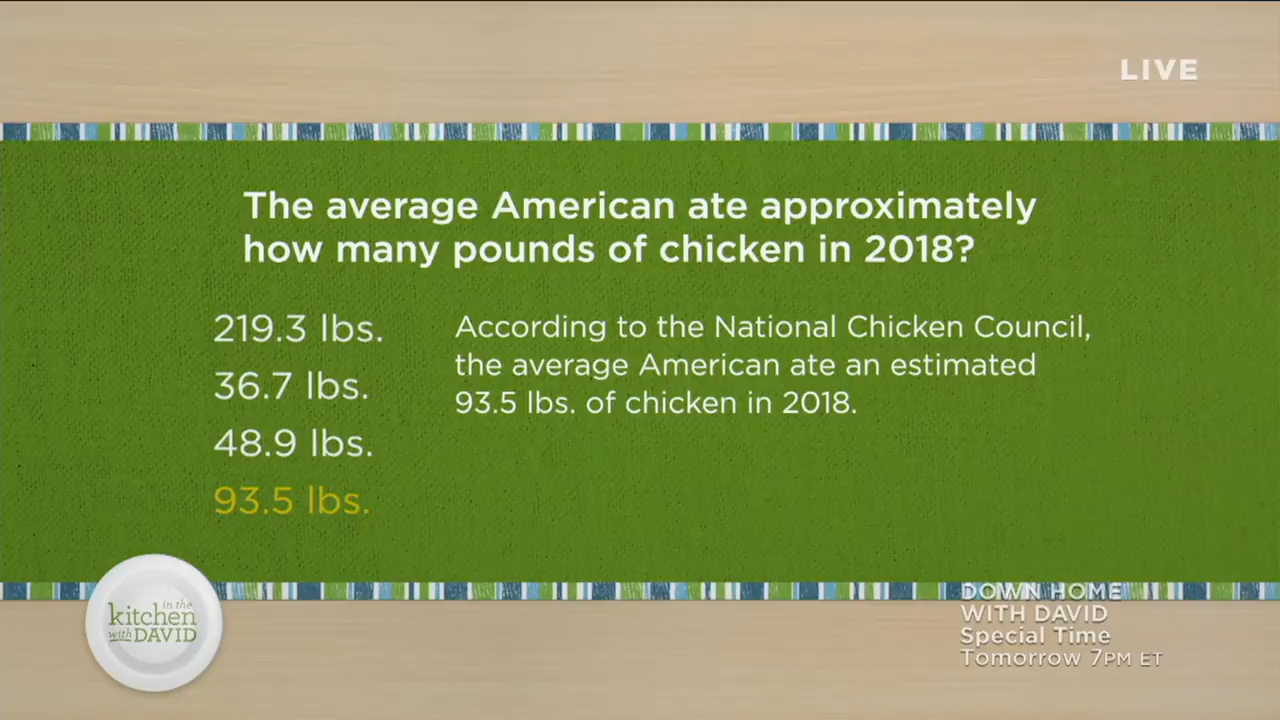 LIVE
The average American ate approximately
how many pounds of chicken in 2018?
219.3 lbs.
36.7 lbs.
48.9 lbs.
93.5 lbs.
According to the National Chicken Council,
the average American ate an estimated
93.5 lbs. of chicken in 2018.
in the
kitchen
with DAVID
DOWN HOME
WITH DAVID
Special Time
Tomorrow 7PM ET